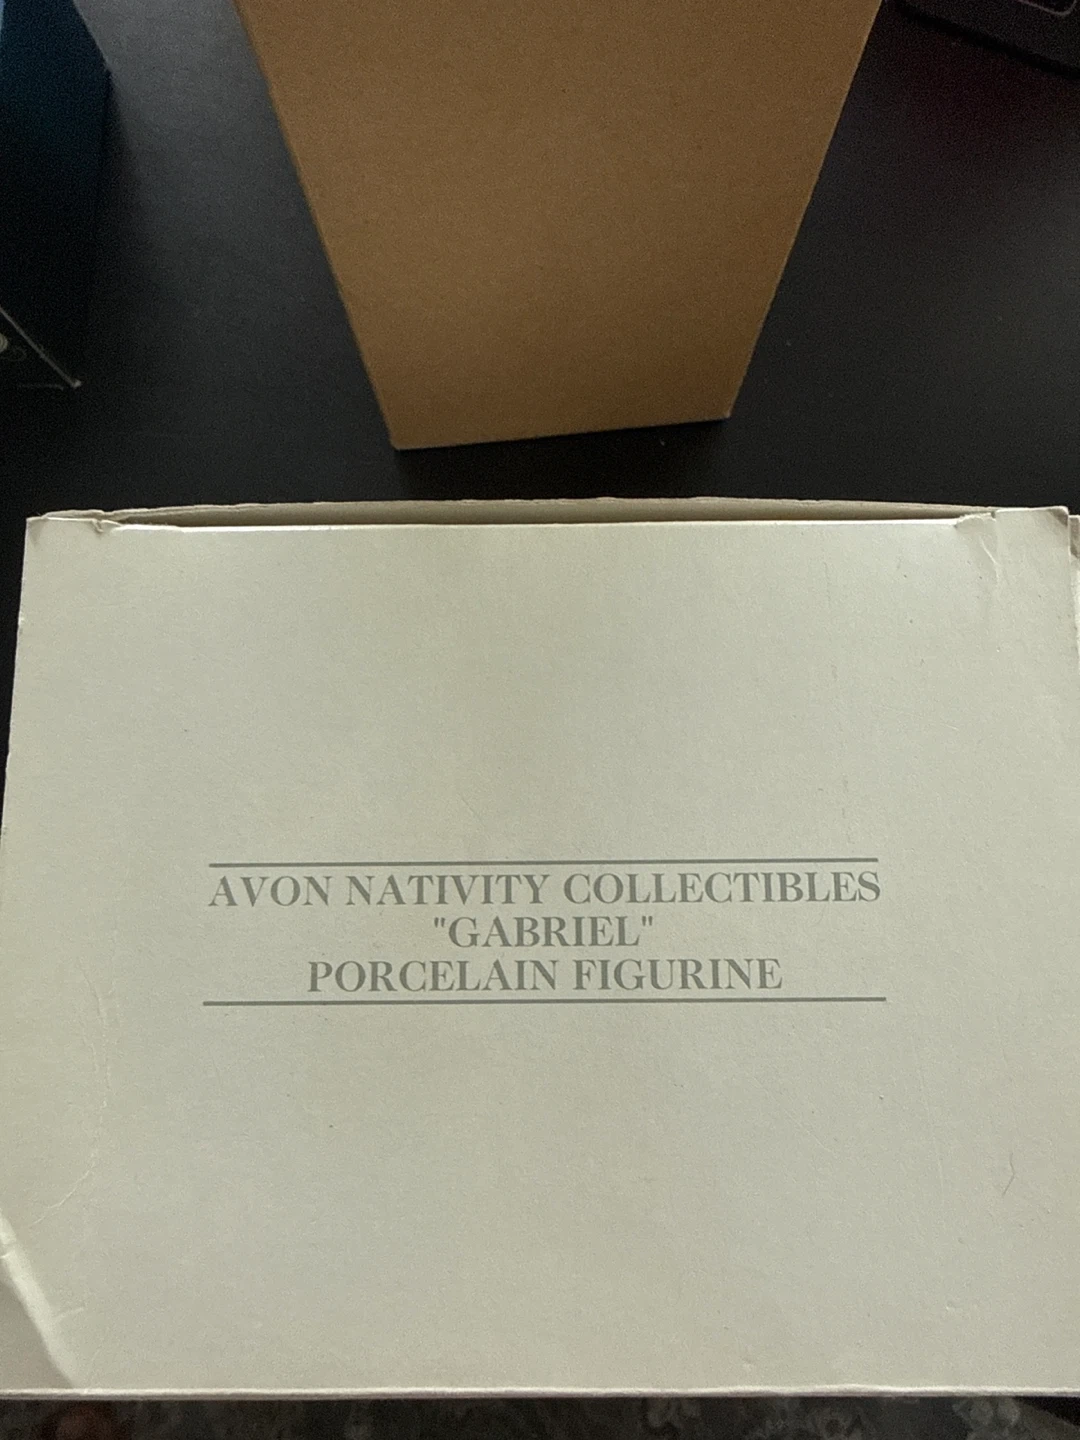 AVON NATIVITY COLLECTIBLES
"GABRIEL"
PORCELAIN FIGURINE